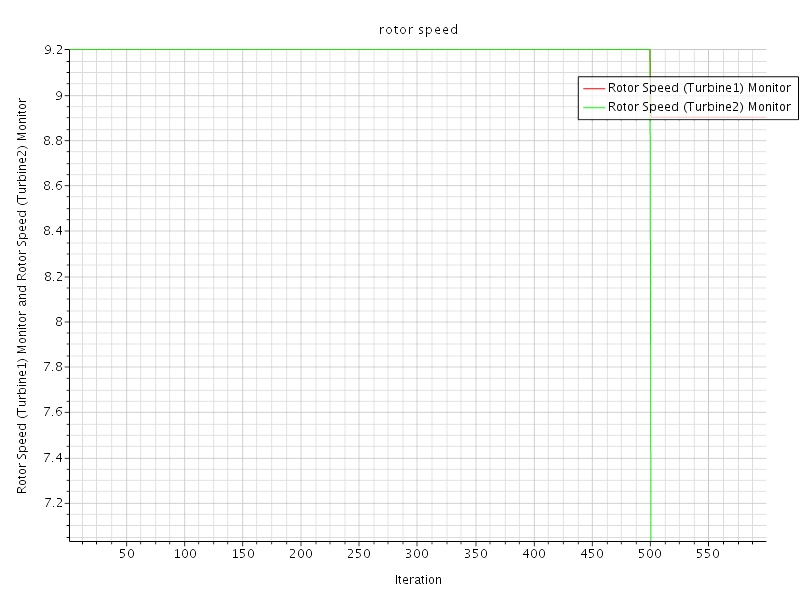 rotor speed
Rotor Speed (Turbine1) Monitor and Rotor Speed (Turbine2) Monitor
9.2
9
8.8
8.6
8.4
8.2
8
7.8
7.6
7.4
7.2
Rotor Speed (Turbine1) Monitor
Rotor Speed (Turbine2) Monitor
50 100 150 200 250 300 350 400 450 500 550
Iteration